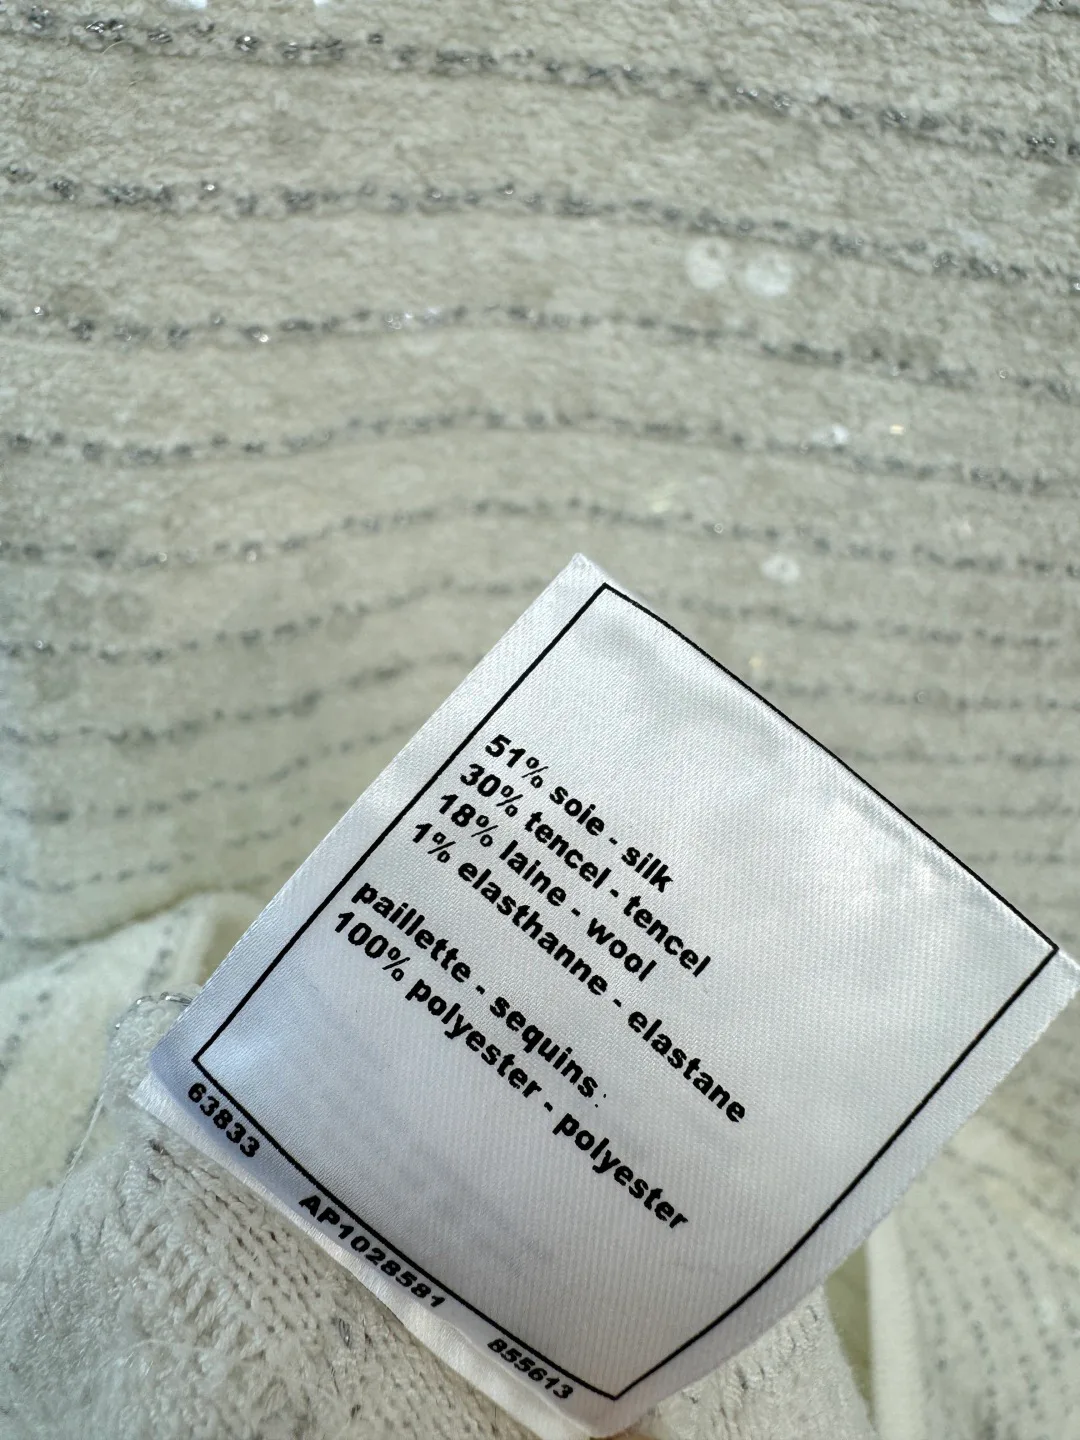 51% soie - silk
30% tencel - tencel
18% laine - wool
1% elasthanne - elastane
paillette - sequins :
100% polyester - polyester
63833 AP1028581 855613